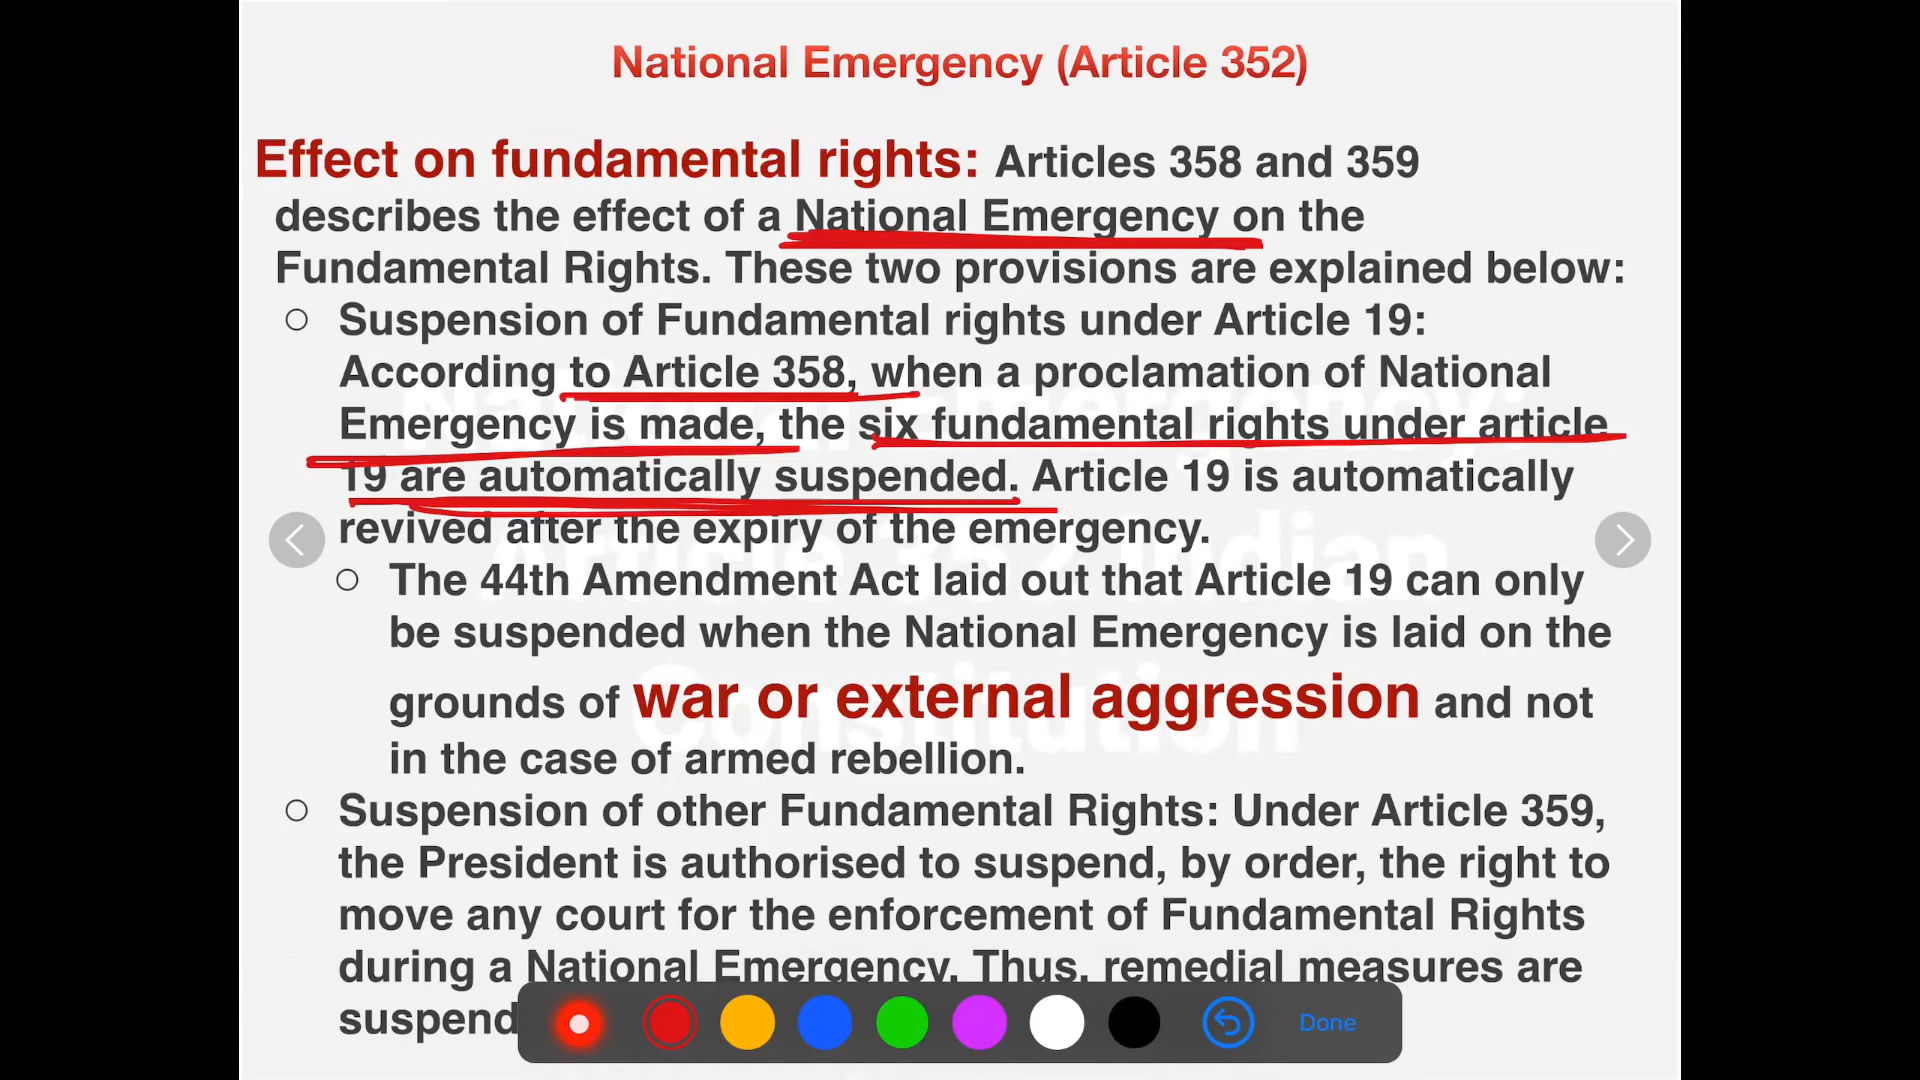 National Emergency (Article 352)
Effect on fundamental rights: Articles 358 and 359
describes the effect of a National Emergency on the
Fundamental Rights. These two provisions are explained below:
Suspension of Fundamental rights under Article 19:
According to Article 358, when a proclamation of National
Emergency is made, the six fundamental rights under article
19 are automatically suspended. Article 19 is automatically
revived after the expiry of the emergency.
The 44th Amendment Act laid out that Article 19 can only
be suspended when the National Emergency is laid on the
grounds of war or external aggression and not
in the case of armed rebellion.
Suspension of other Fundamental Rights: Under Article 359,
the President is authorised to suspend, by order, the right to
move any court for the enforcement of Fundamental Rights
during a National Emergency. Thus, remedial measures are
suspend
Done